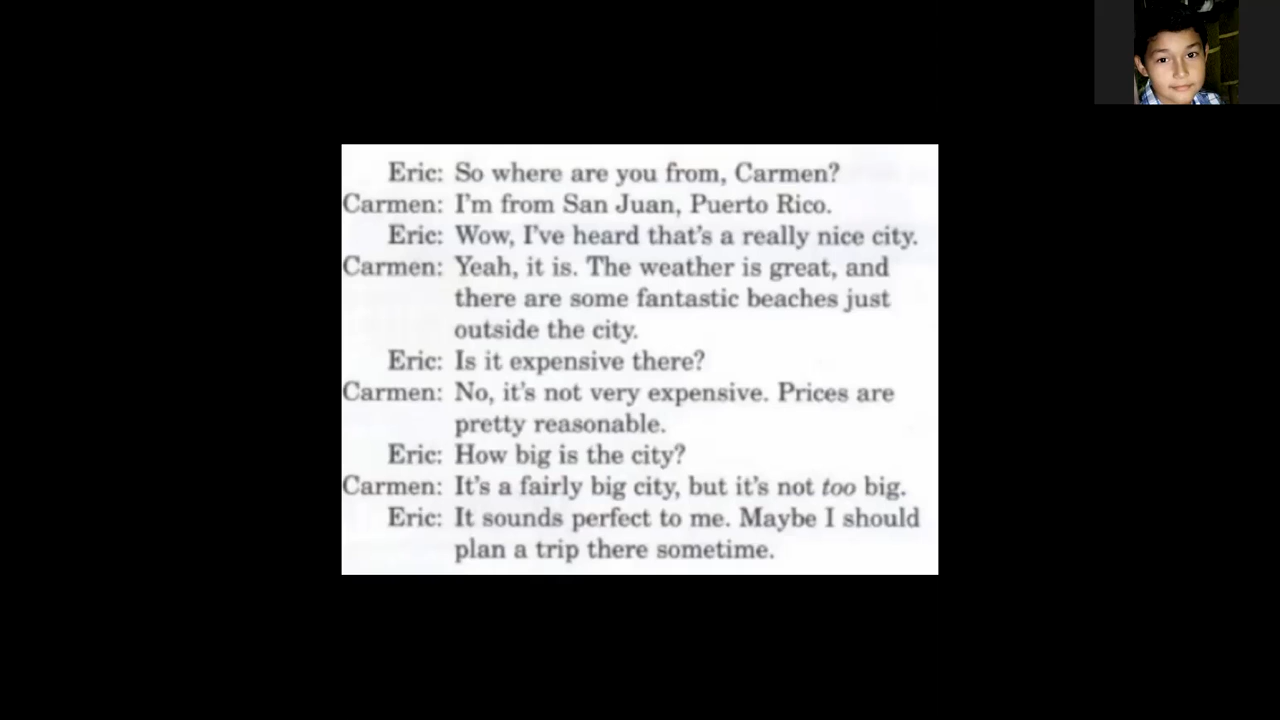 Eric: So where are you from, Carmen?
Carmen: I'm from San Juan, Puerto Rico.
Eric: Wow, I've heard that's a really nice city.
Carmen: Yeah, it is. The weather is great, and
there are some fantastic beaches just
outside the city.
Eric: Is it expensive there?
Carmen: No, it's not very expensive. Prices are
pretty reasonable.
Eric: How big is the city?
Carmen: It's a fairly big city, but it's not too big.
Eric: It sounds perfect to me. Maybe I should
plan a trip there sometime.